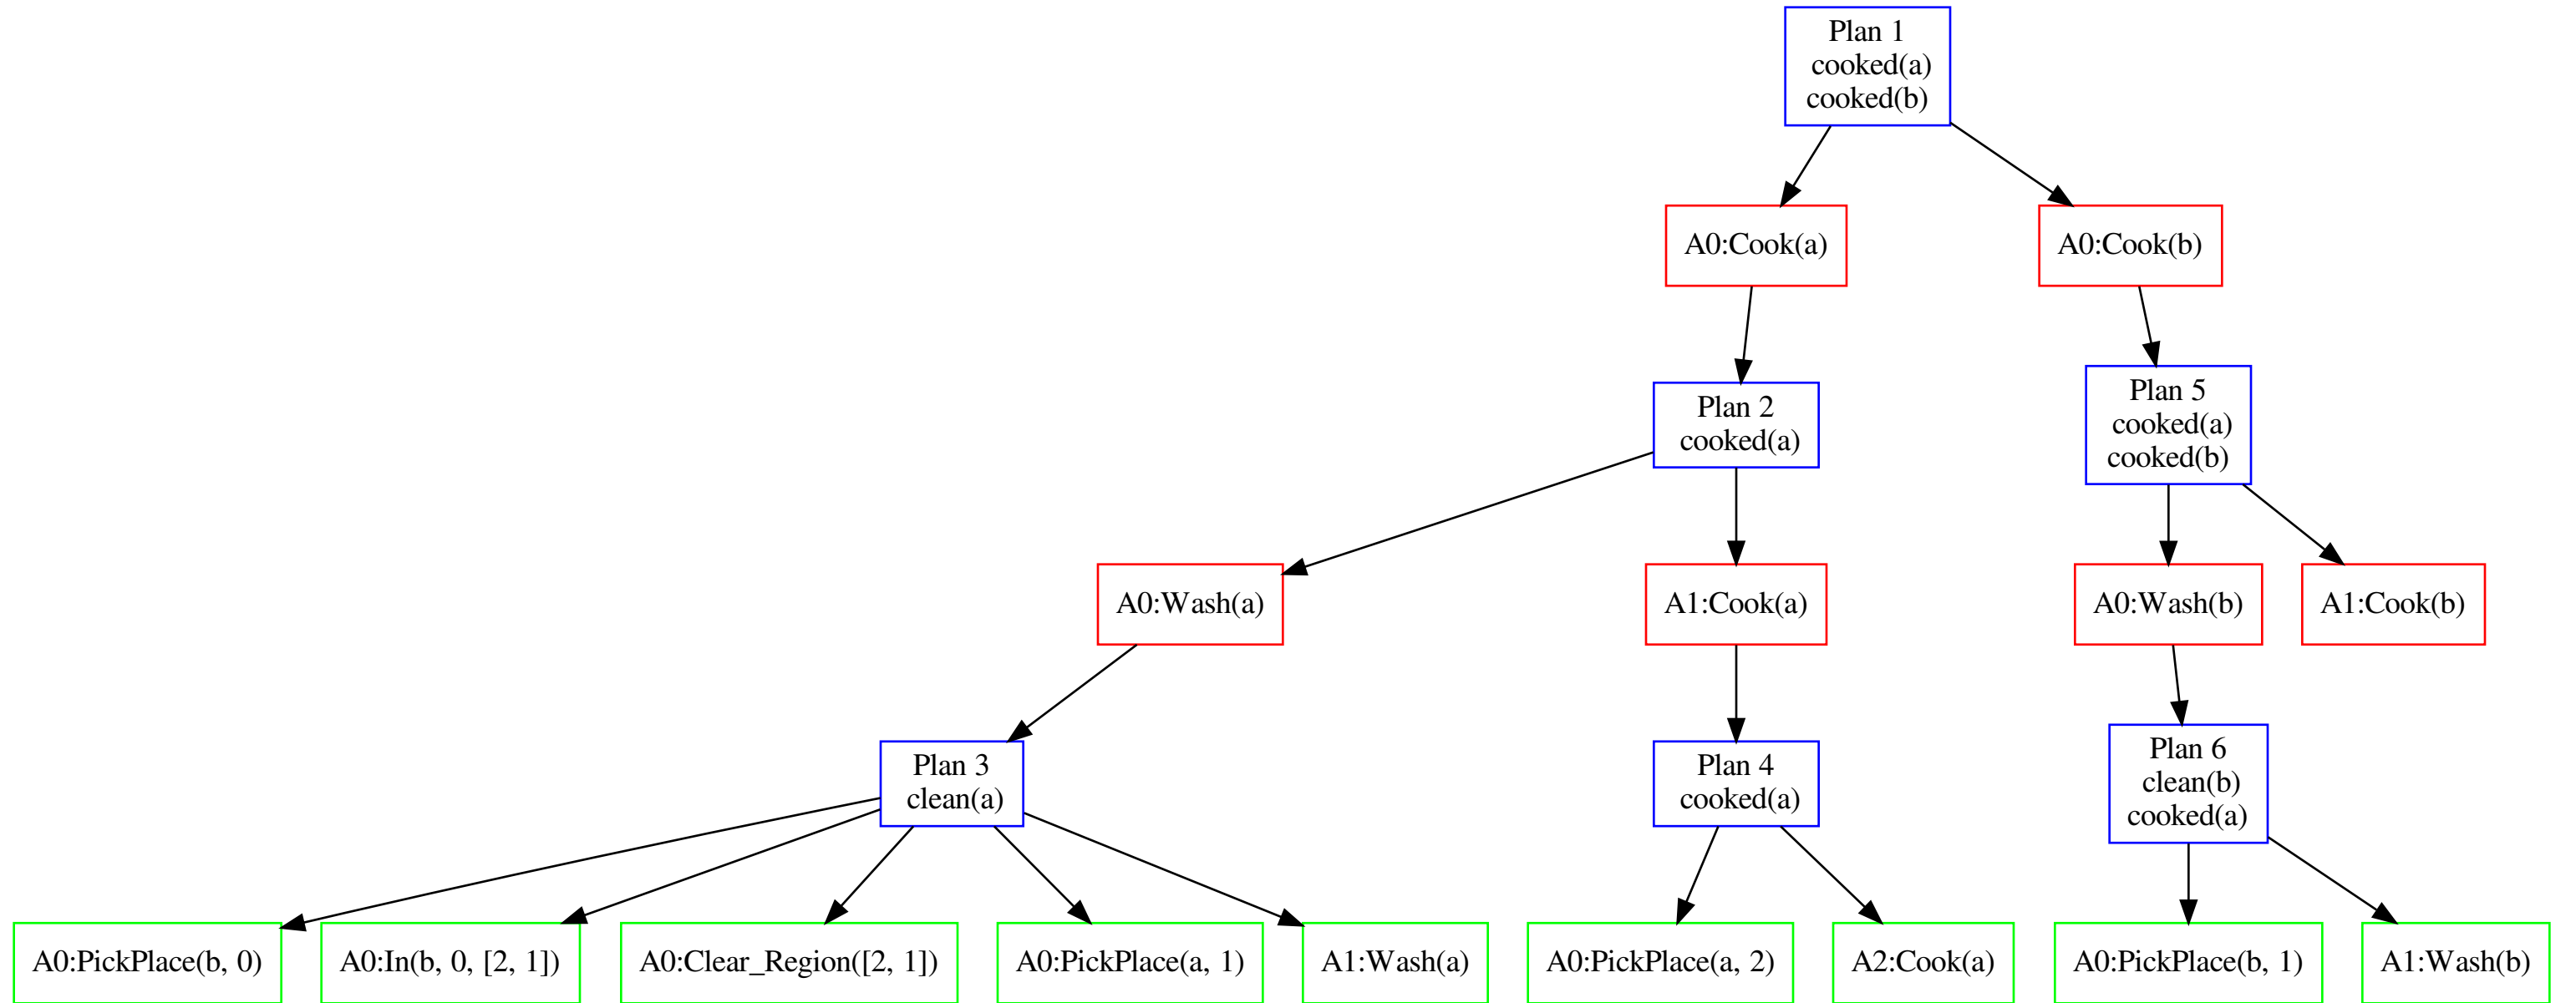 Plan 1
cooked(a)
cooked(b)
A0:Cook(a)
A0:Cook(b)
Plan 2
cooked(a)
Plan 5
cooked(a)
cooked(b)
A0:Wash(a)
A1:Cook(a)
A0:Wash(b)
A1:Cook(b)
Plan 3
clean(a)
Plan 4
cooked(a)
Plan 6
clean(b)
cooked(a)
A0:PickPlace(b, 0)
A0:In(b, 0, [2, 1])
A0:Clear_Region([2, 1])
A0:PickPlace(a, 1)
A1:Wash(a)
A0:PickPlace(a, 2)
A2:Cook(a)
A0:PickPlace(b, 1)
A1:Wash(b)